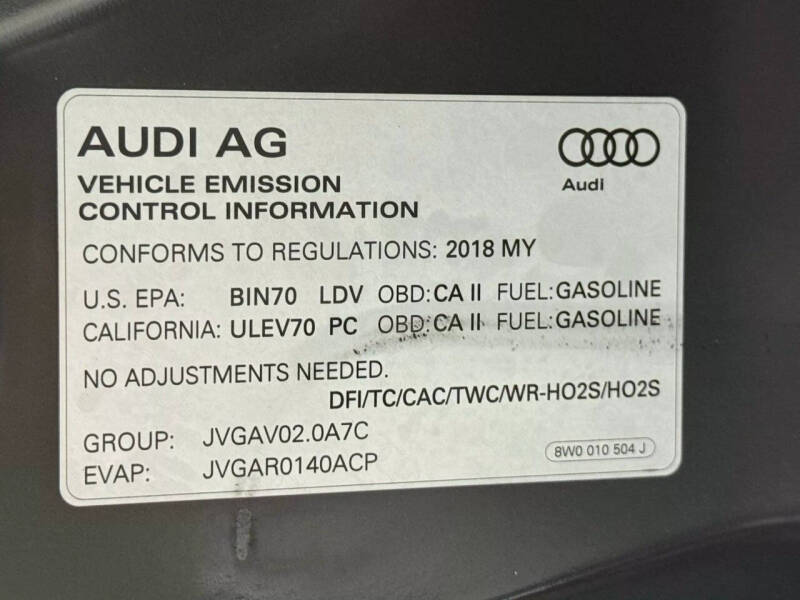 AUDI AG
Audi
VEHICLE EMISSION
CONTROL INFORMATION
CONFORMS TO REGULATIONS: 2018 MY
U.S. EPA: BIN70 LDV OBD:CA II FUEL:GASOLINE
CALIFORNIA: ULEV70 PC OBD:CA II FUEL:GASOLINE
NO ADJUSTMENTS NEEDED.
DFI/TC/CAC/TWC/WR-HO2S/HO2S
GROUP: JVGAV02.0A7C
EVAP: JVGAR0140ACP
8W0 010 504 J